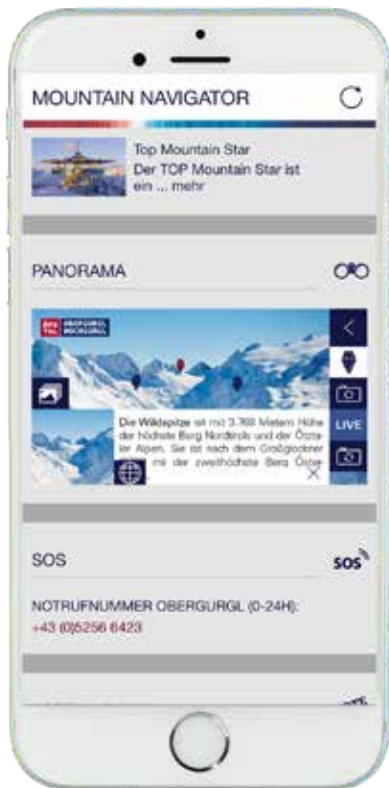 MOUNTAIN NAVIGATOR
Top Mountain Star
Der TOP Mountain Star ist
ein ... mehr
PANORAMA
OBERGURGL
HOCHGURGL
LIVE
Die Wildspitze ist mit 3.768 Metern Höhe
der höchste Berg Nordtirols und der Ötzta-
ler Alpen. Sie ist nach dem Großglockner
mit der zweithöchste Berg Öster
SOS
SOS
NOTRUFNUMMER OBERGURGL (0-24H):
+43 (0)5256 6423